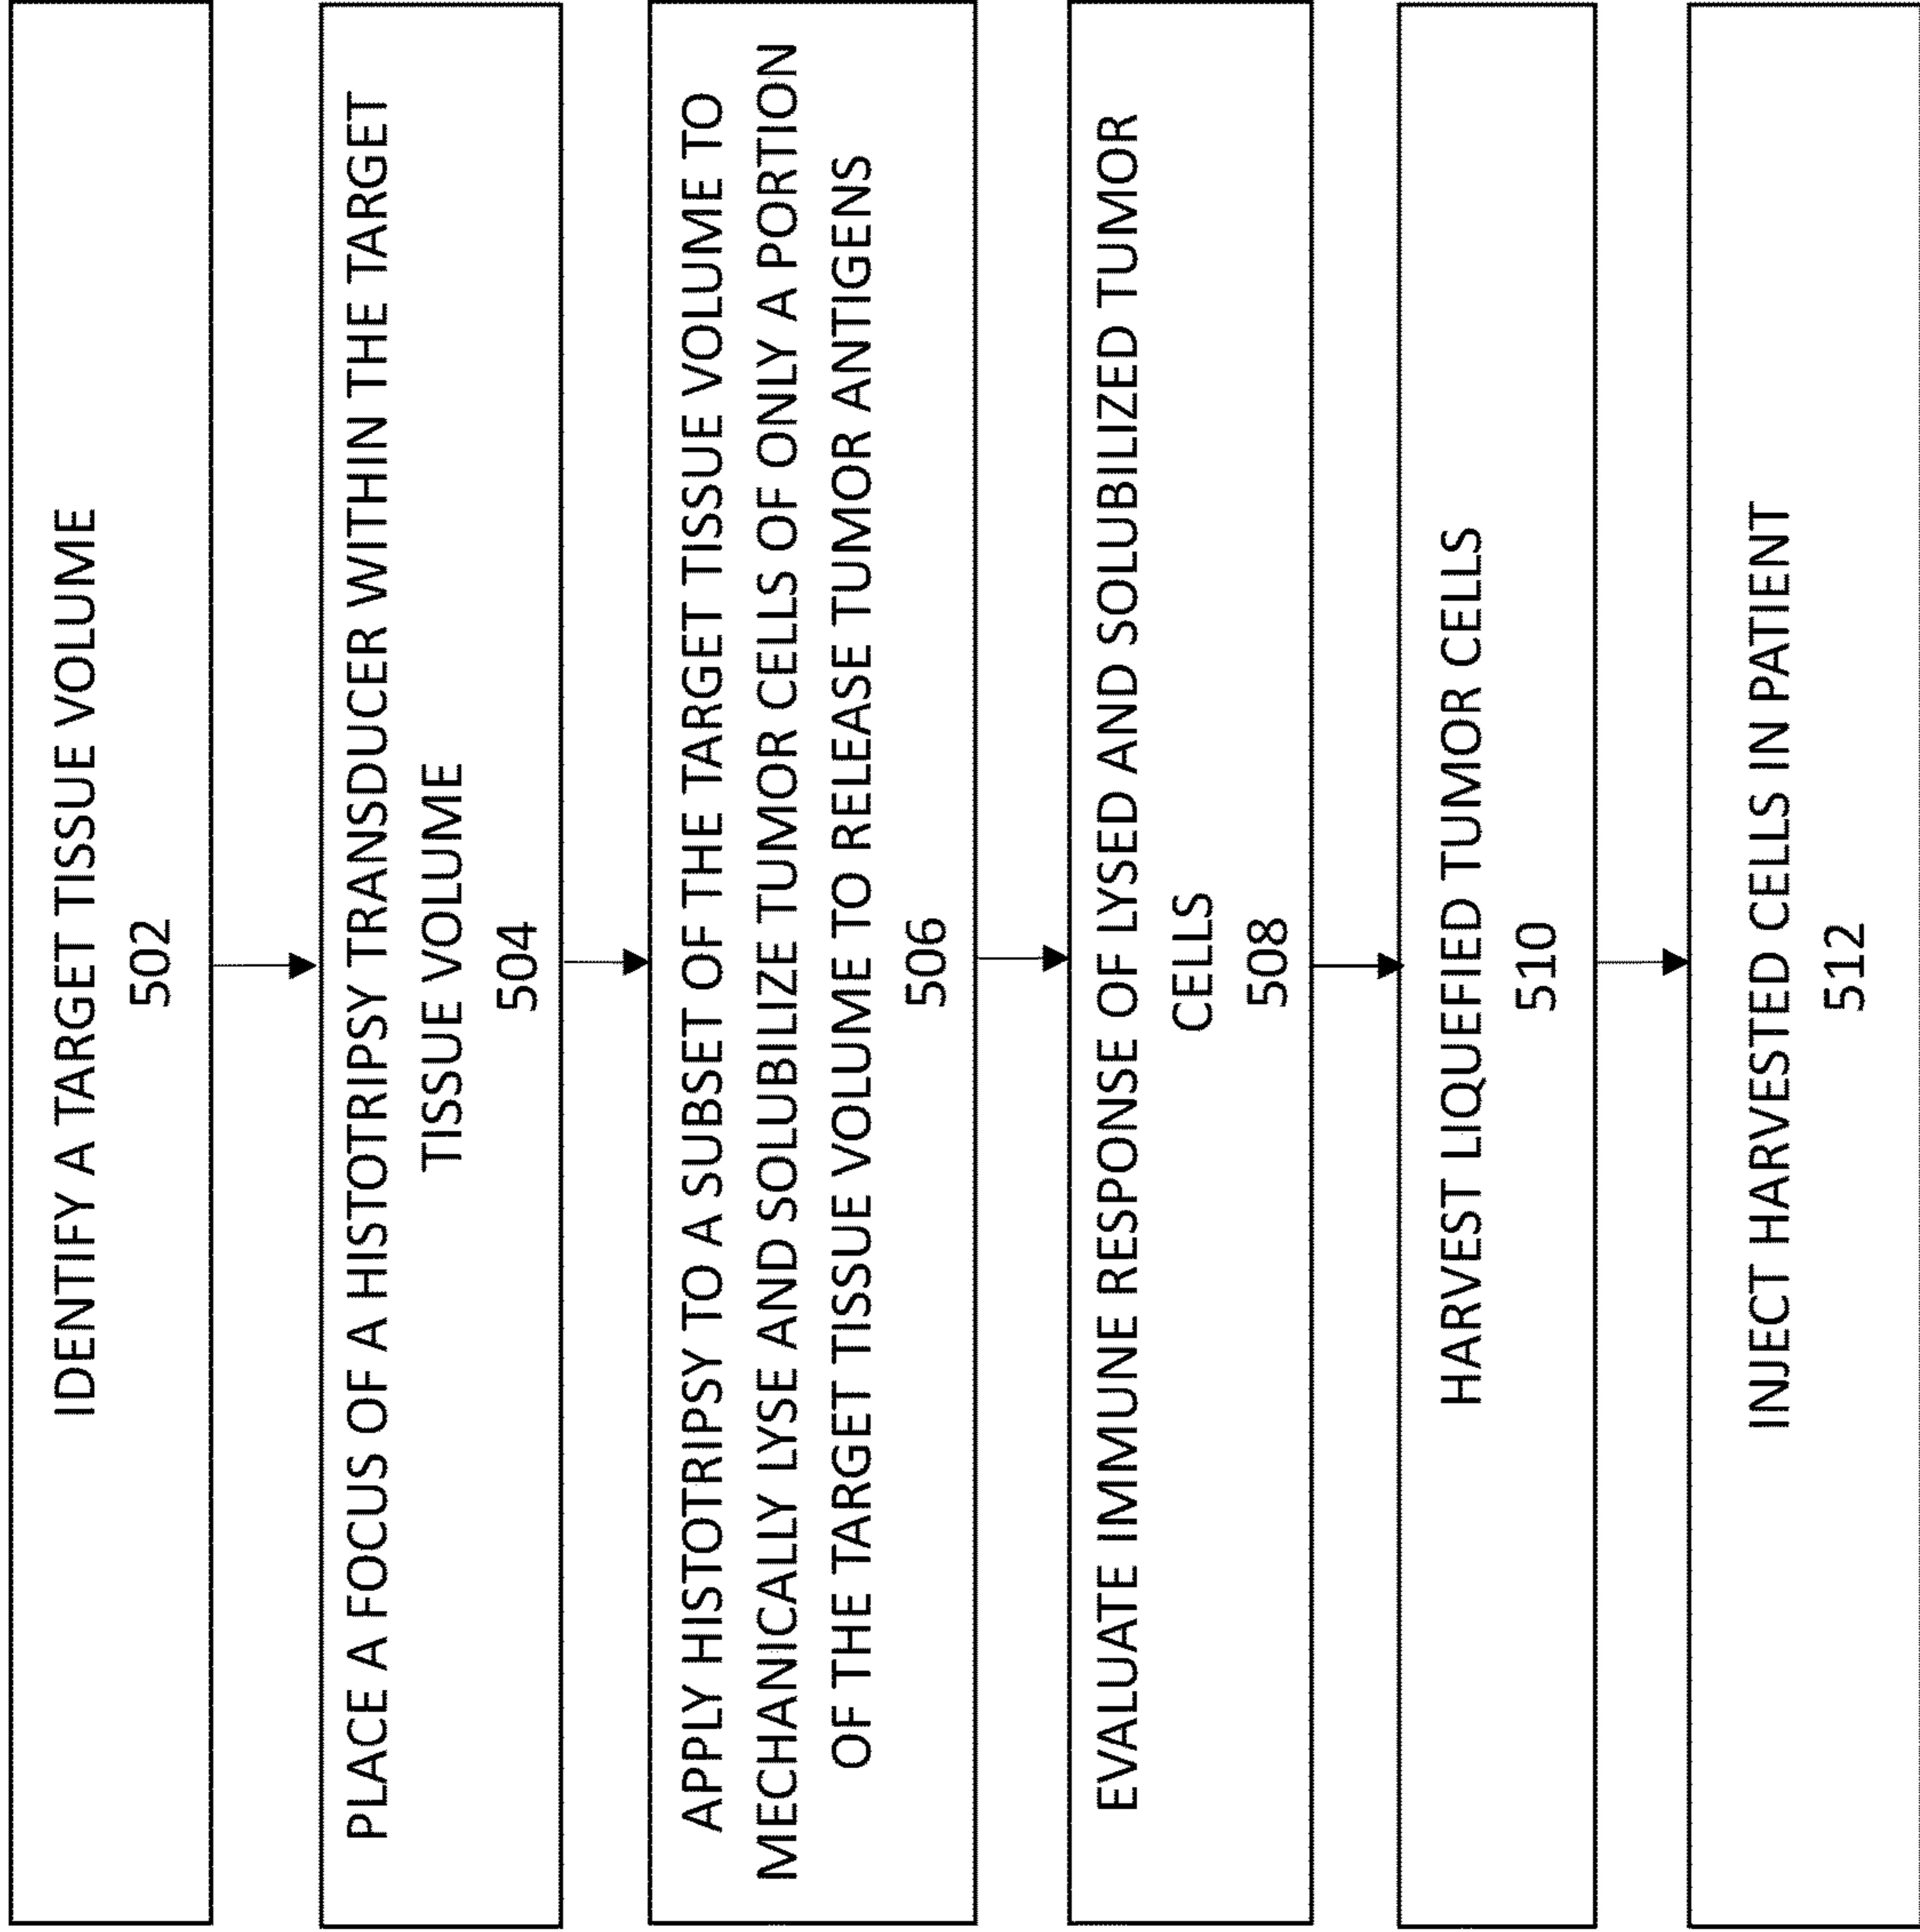 IDENTIFY A TARGET TISSUE VOLUME
502
PLACE A FOCUS OF A HISTOTRIPSY TRANSDUCER WITHIN THE TARGET
TISSUE VOLUME
504
APPLY HISTOTRIPSY TO A SUBSET OF THE TARGET TISSUE VOLUME TO
MECHANICALLY LYSE AND SOLUBILIZE TUMOR CELLS OF ONLY A PORTION
OF THE TARGET TISSUE VOLUME TO RELEASE TUMOR ANTIGENS
506
EVALUATE IMMUNE RESPONSE OF LYSED AND SOLUBILIZED TUMOR
CELLS
508
HARVEST LIQUEFIED TUMOR CELLS
510
INJECT HARVESTED CELLS IN PATIENT
512